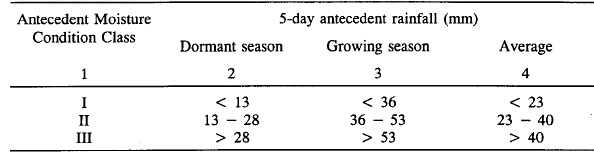 Antecedent Moisture Condition Class 5-day antecedent rainfall (mm)
Dormant season Growing season Average
1 2 3 4
I < 13 < 36 < 23
II 13 – 28 36 – 53 23 – 40
III > 28 > 53 > 40